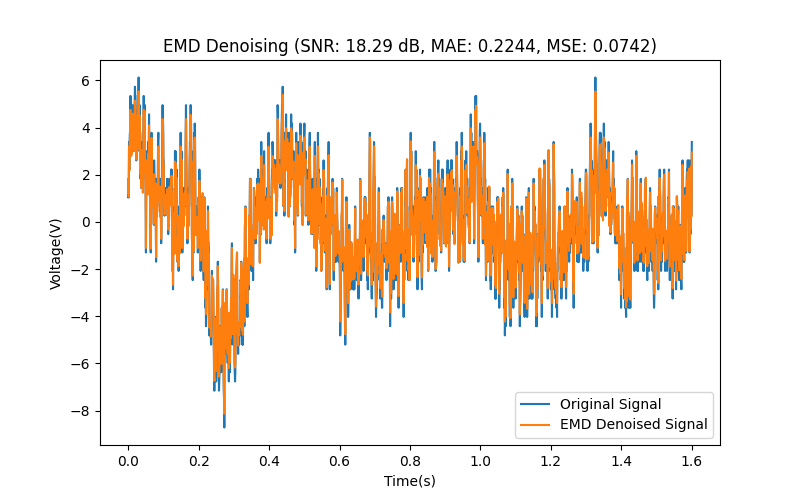 EMD Denoising (SNR: 18.29 dB, MAE: 0.2244, MSE: 0.0742)
6
4
2
0
−2
−4
−6
−8
Voltage(V)
Original Signal
EMD Denoised Signal
0.0 0.2 0.4 0.6 0.8 1.0 1.2 1.4 1.6
Time(s)